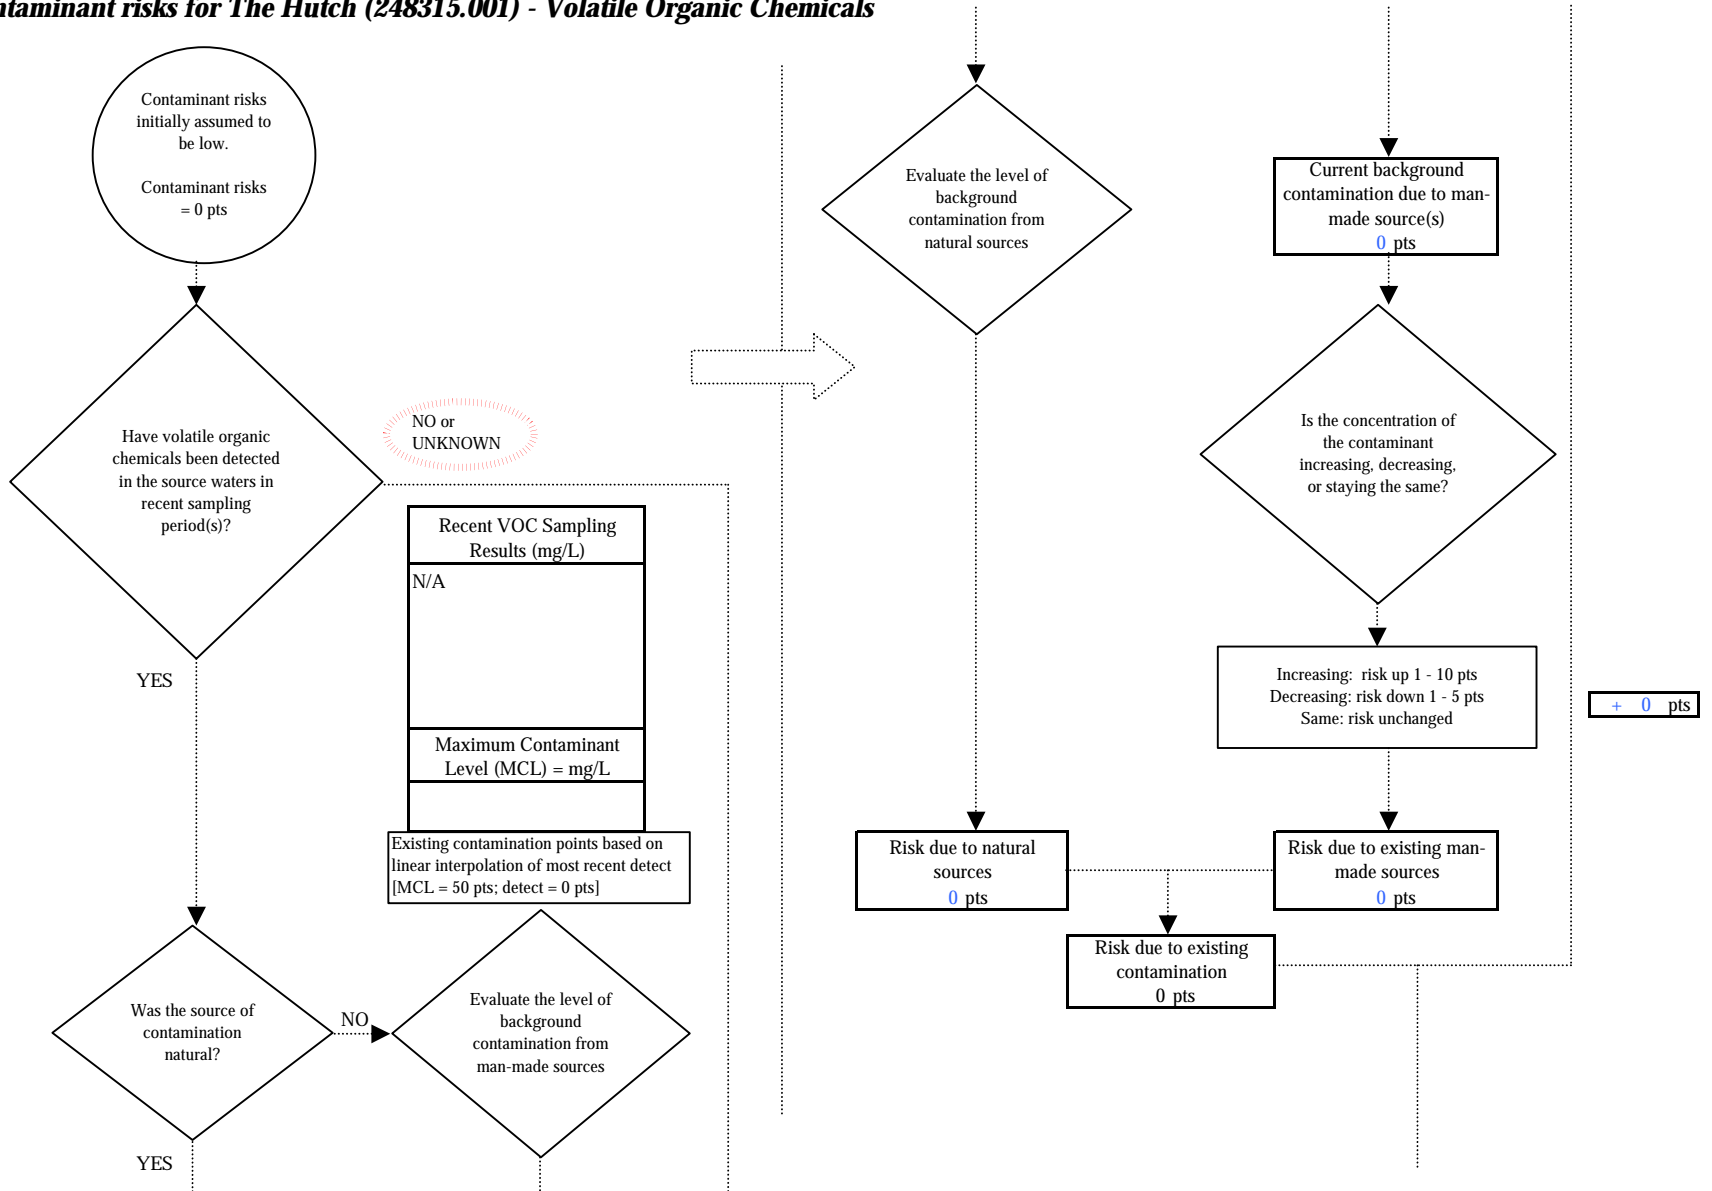 ntaminant risks for The Hutch (248315.001) - Volatile Organic Chemicals
Contaminant risks
initially assumed to
be low.
Contaminant risks
= 0 pts
Have volatile organic
chemicals been detected
in the source waters in
recent sampling
period(s)?
NO or
UNKNOWN
YES
Recent VOC Sampling
Results (mg/L)
N/A
Maximum Contaminant
Level (MCL) = mg/L
Existing contamination points based on
linear interpolation of most recent detect
[MCL = 50 pts; detect = 0 pts]
Was the source of
contamination
natural?
NO
Evaluate the level of
background
contamination from
man-made sources
YES
Evaluate the level of
background
contamination from
natural sources
Current background
contamination due to man-
made source(s)
0 pts
Is the concentration of
the contaminant
increasing, decreasing,
or staying the same?
Increasing: risk up 1 - 10 pts
Decreasing: risk down 1 - 5 pts
Same: risk unchanged
+ 0 pts
Risk due to natural
sources
0 pts
Risk due to existing man-
made sources
0 pts
Risk due to existing
contamination
0 pts